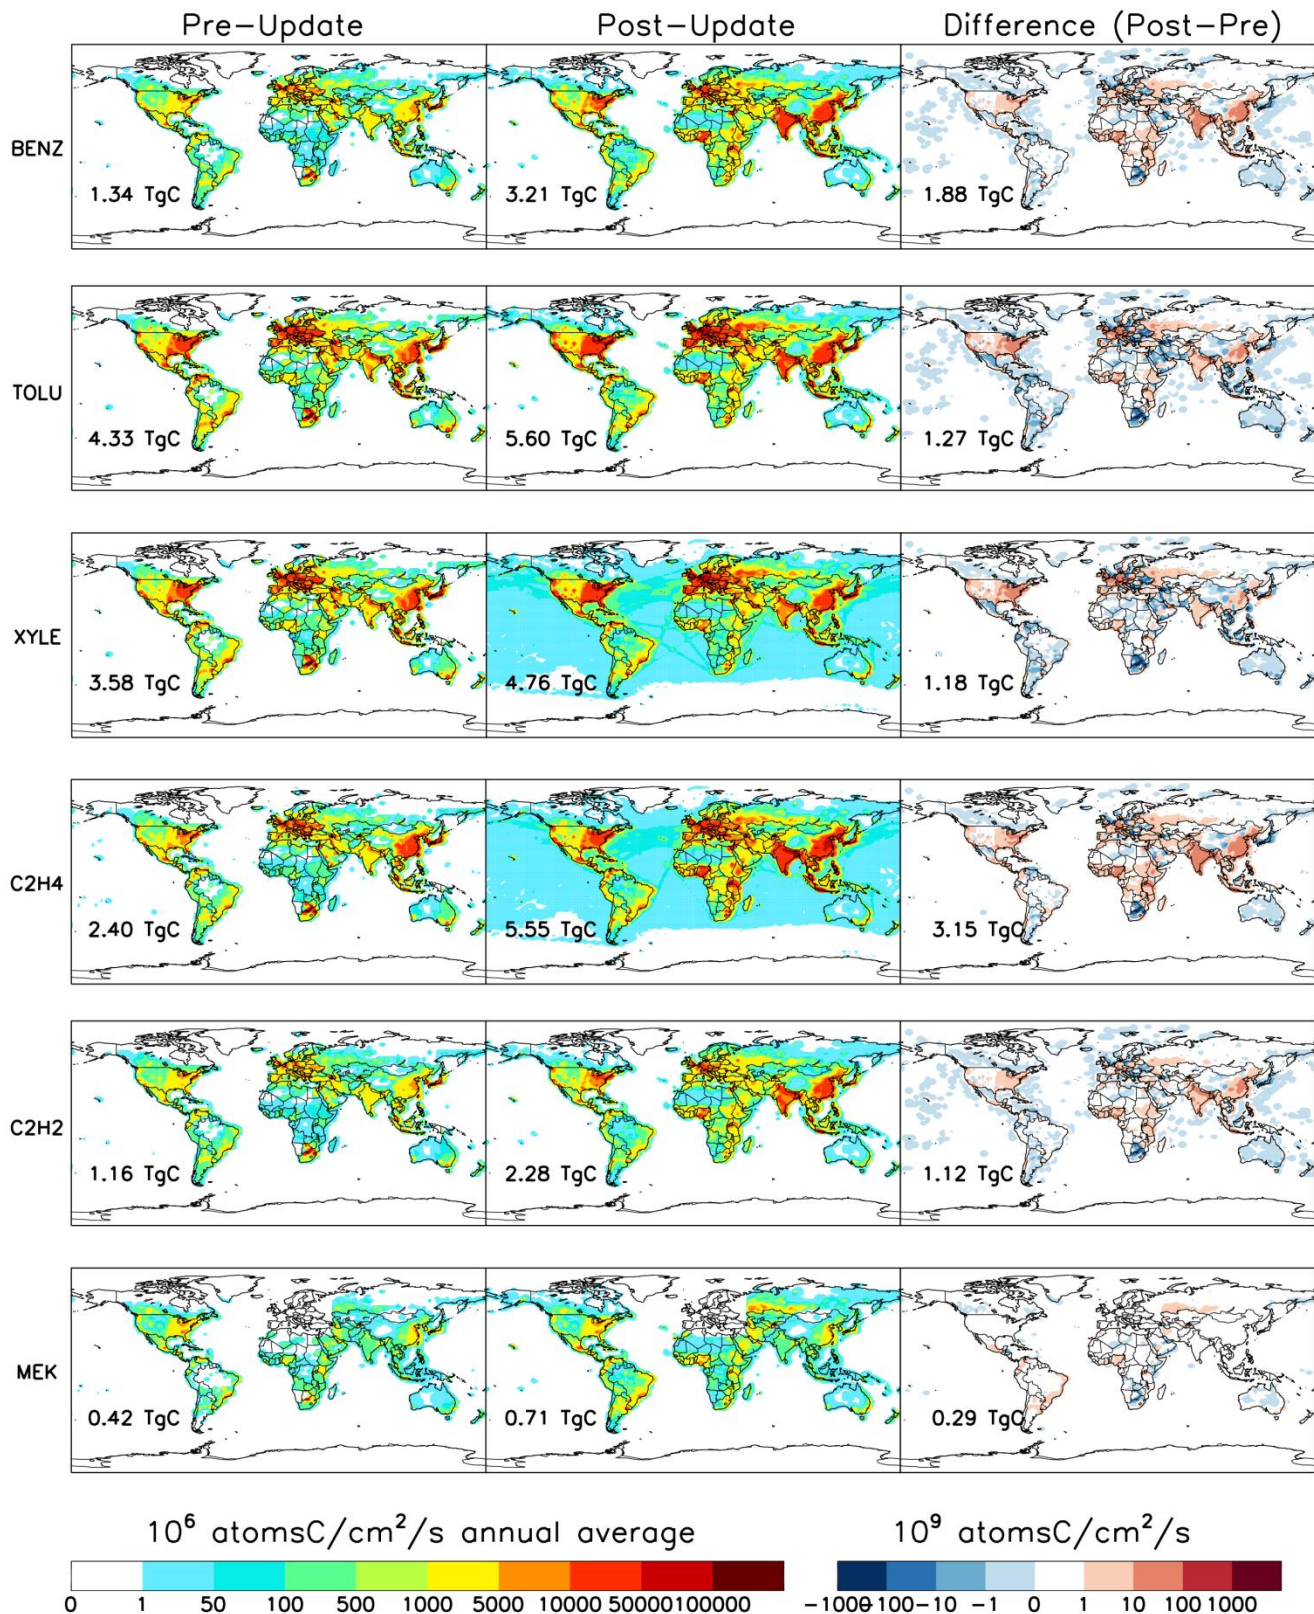 Pre-Update Post-Update Difference (Post-Pre)
BENZ 1.34 TgC 3.21 TgC 1.88 TgC
TOLU 4.33 TgC 5.60 TgC 1.27 TgC
XYLE 3.58 TgC 4.76 TgC 1.18 TgC
C2H4 2.40 TgC 5.55 TgC 3.15 TgC
C2H2 1.16 TgC 2.28 TgC 1.12 TgC
MEK 0.42 TgC 0.71 TgC 0.29 TgC
10⁶ atomsC/cm²/s annual average 10⁹ atomsC/cm²/s
0 1 50 100 500 1000 5000 10000 50000 100000 -1000 -100 -10 -1 0 1 10 100 1000